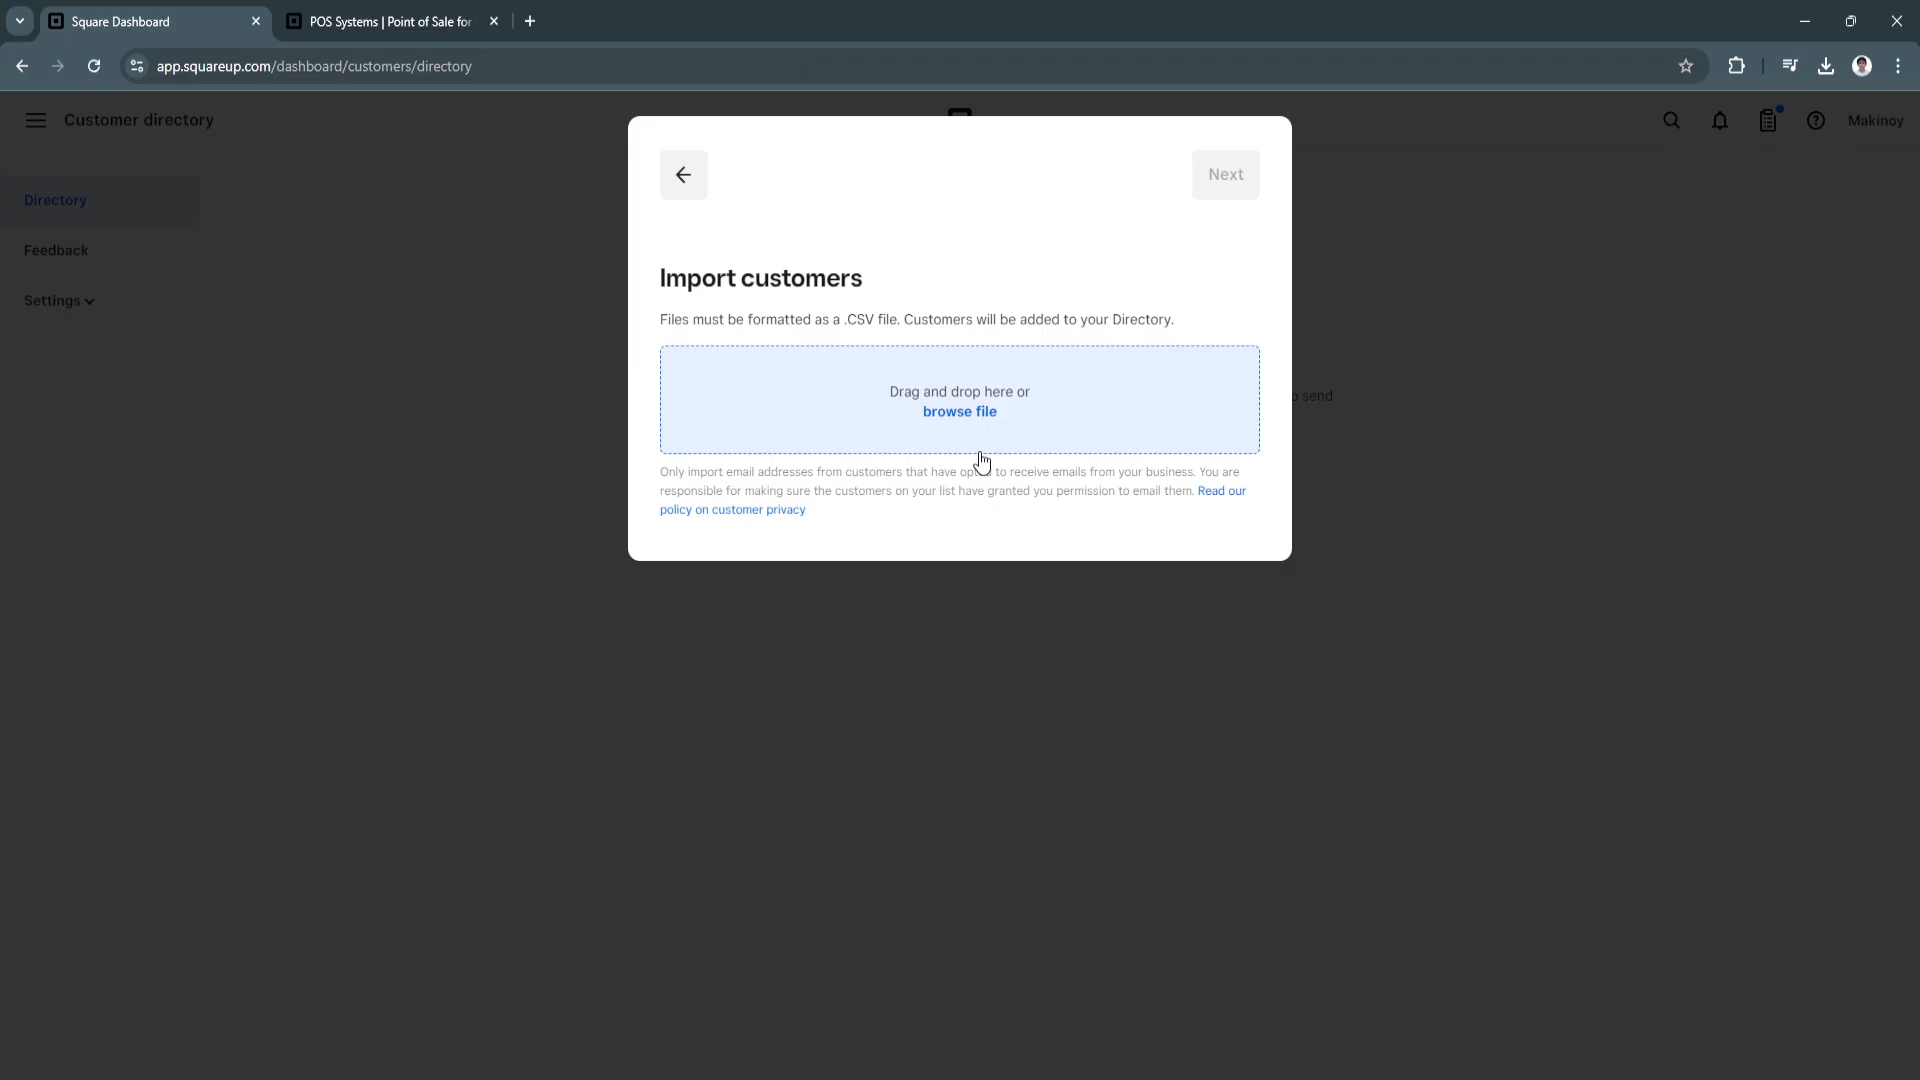 Square Dashboard
POS Systems | Point of Sale for
app.squareup.com/dashboard/customers/directory
Customer directory
Makinoy
Directory
Feedback
Settings
Next
Import customers
Files must be formatted as a .CSV file. Customers will be added to your Directory.
Drag and drop here or
browse file
send
Only import email addresses from customers that have to receive emails from your business. You are
responsible for making sure the customers on your list have granted you permission to email them. Read our
policy on customer privacy